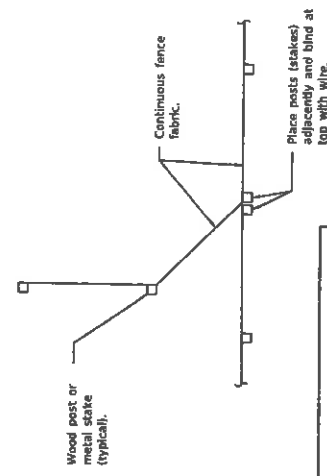 Wood post or
metal stake
(typical).
Continuous fence
fabric.
Place posts (stakes)
adjacently and bind at
top with wire.